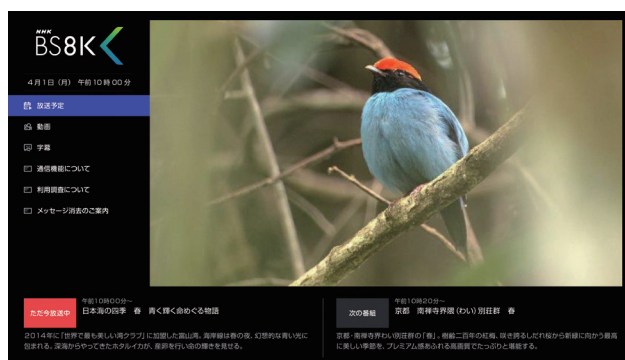 NHK
BS8K
4月1日（月） 午前10時00分
放送予定
動画
字幕
通信機能について
利用調査について
メッセージ消去のご案内
ただ今放送中
午前10時00分～
日本海の四季 春 青く輝く命めぐる物語
2014年に「世界で最も美しい湾クラブ」に加盟した富山湾。海岸線は春の夜、幻想的な青い光に
包まれる。深海からやってきたホタルイカが、産卵を行い命の輝きを見せる。
次の番組
午前10時20分～
京都 南禅寺界隈（わい）別荘群 春
京都・南禅寺界わい別荘群の「春」。樹齢二百年の紅梅、咲き誇るしだれ桜から新緑に向かう最高
に美しい季節を、プレミアム感あふれる高画質でたっぷりと堪能する。